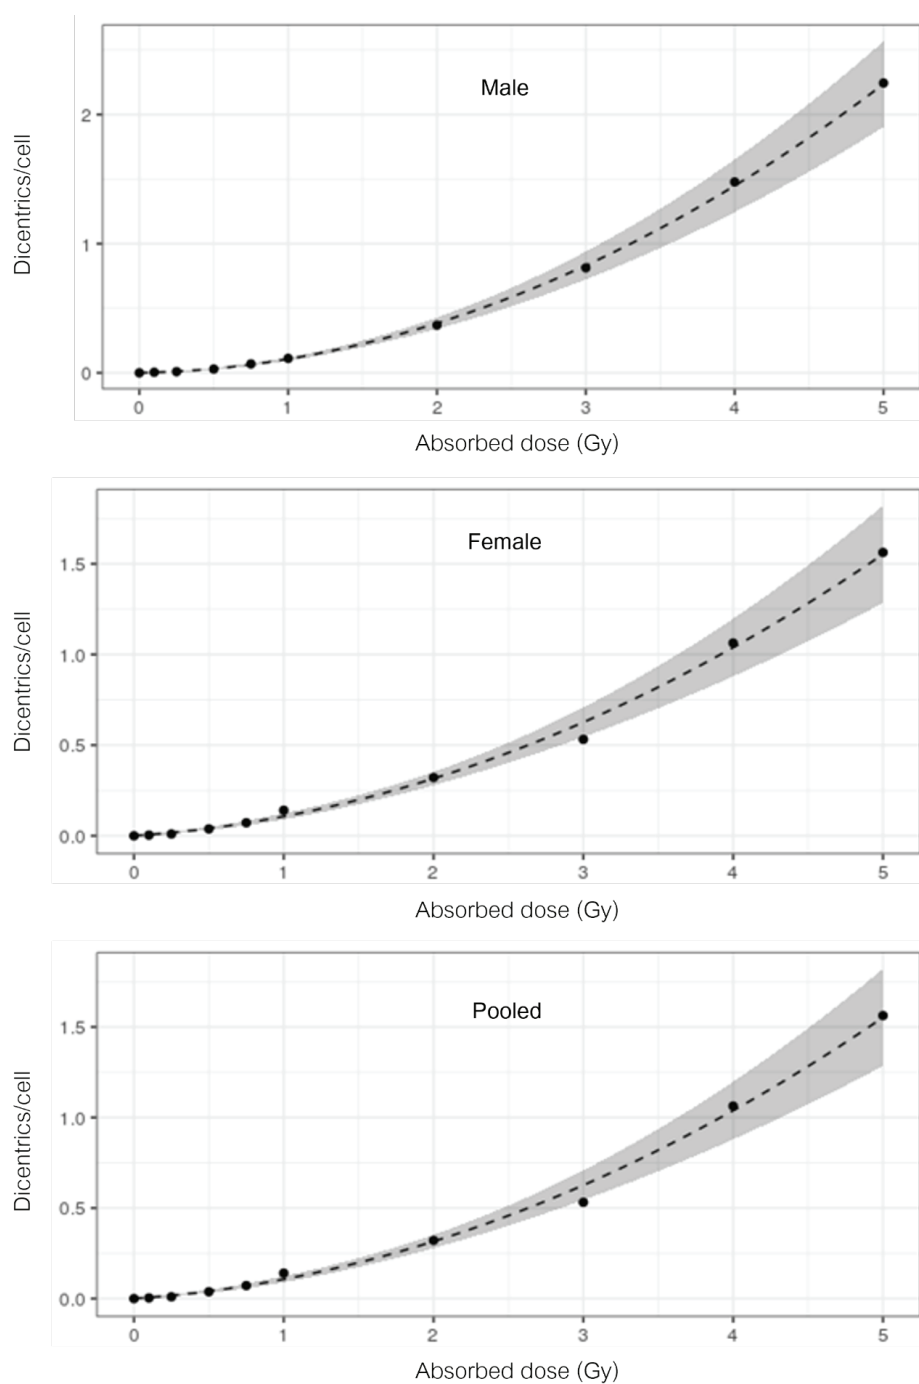 Male
Dicentrics/cell
2
1
0
0 1 2 3 4 5
Absorbed dose (Gy)
Female
Dicentrics/cell
1.5
1.0
0.5
0.0
0 1 2 3 4 5
Absorbed dose (Gy)
Pooled
Dicentrics/cell
1.5
1.0
0.5
0.0
0 1 2 3 4 5
Absorbed dose (Gy)